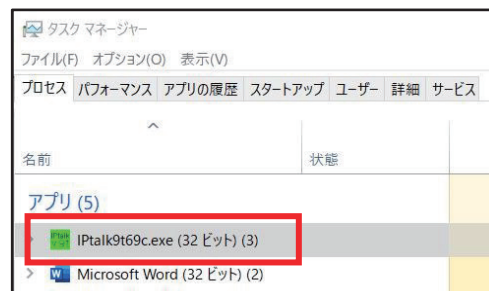 タスク マネージャー
ファイル(F) オプション(O) 表示(V)
プロセス パフォーマンス アプリの履歴 スタートアップ ユーザー 詳細 サービス
名前 状態
アプリ (5)
IPtalk9t69c.exe (32 ビット) (3)
Microsoft Word (32 ビット) (2)